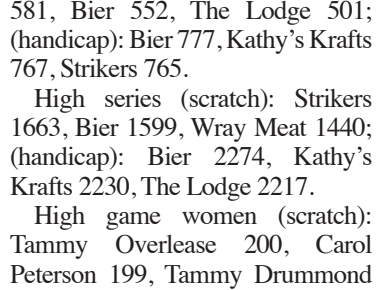 581, Bier 552, The Lodge 501;
(handicap): Bier 777, Kathy’s Krafts
767, Strikers 765.
High series (scratch): Strikers
1663, Bier 1599, Wray Meat 1440;
(handicap): Bier 2274, Kathy’s
Krafts 2230, The Lodge 2217.
High game women (scratch):
Tammy Overlease 200, Carol
Peterson 199, Tammy Drummond